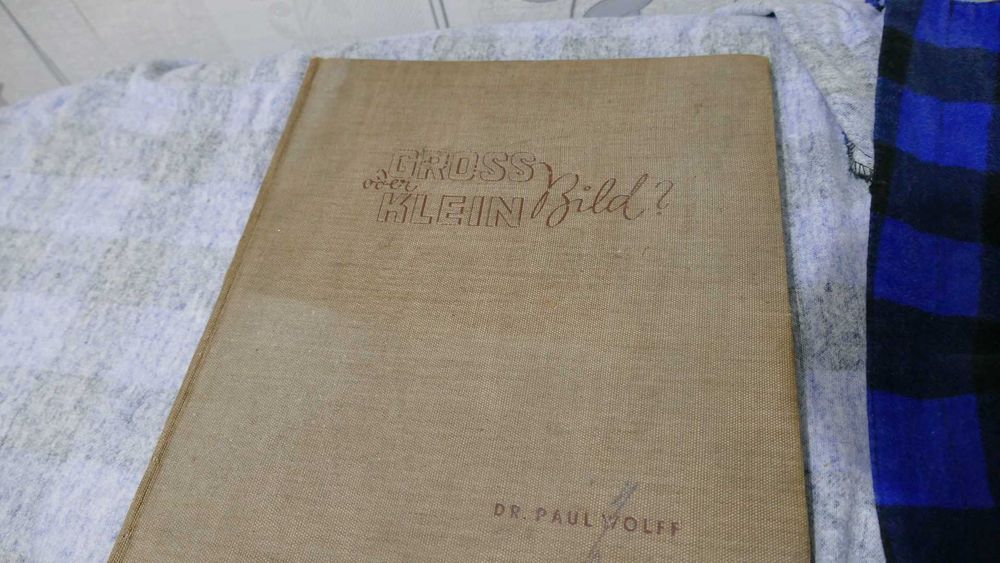 GROSS
oder
KLEIN Bild?
DR. PAUL WOLFF